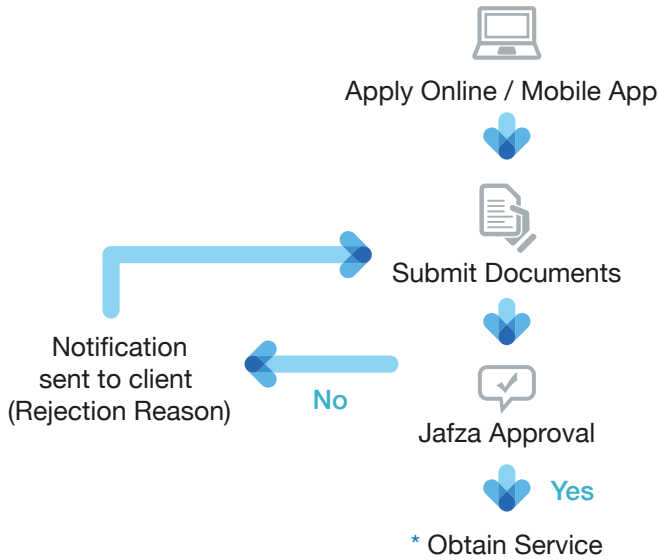 Apply Online / Mobile App
Submit Documents
Notification
sent to client
(Rejection Reason)
No
Jafza Approval
Yes
* Obtain Service